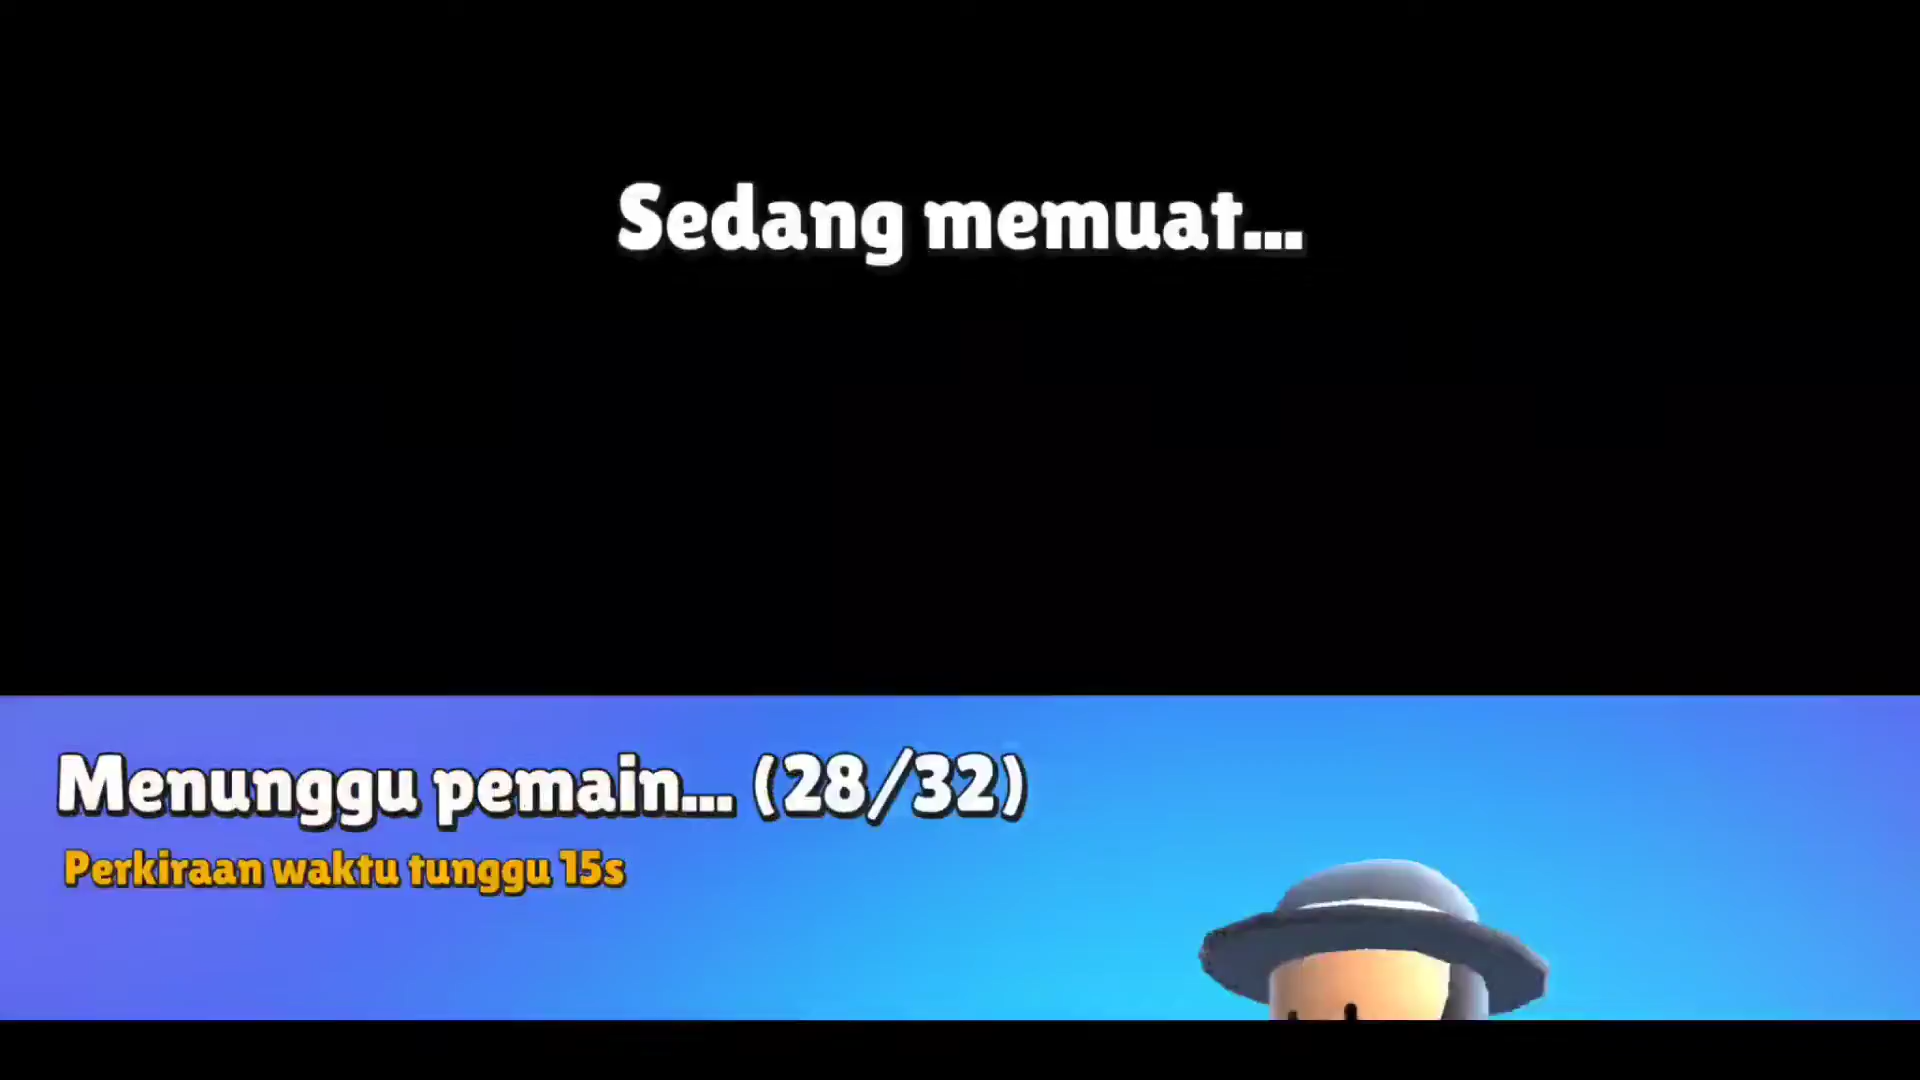 Sedang memuat...
Menunggu pemain... (28/32)
Perkiraan waktu tunggu 15s